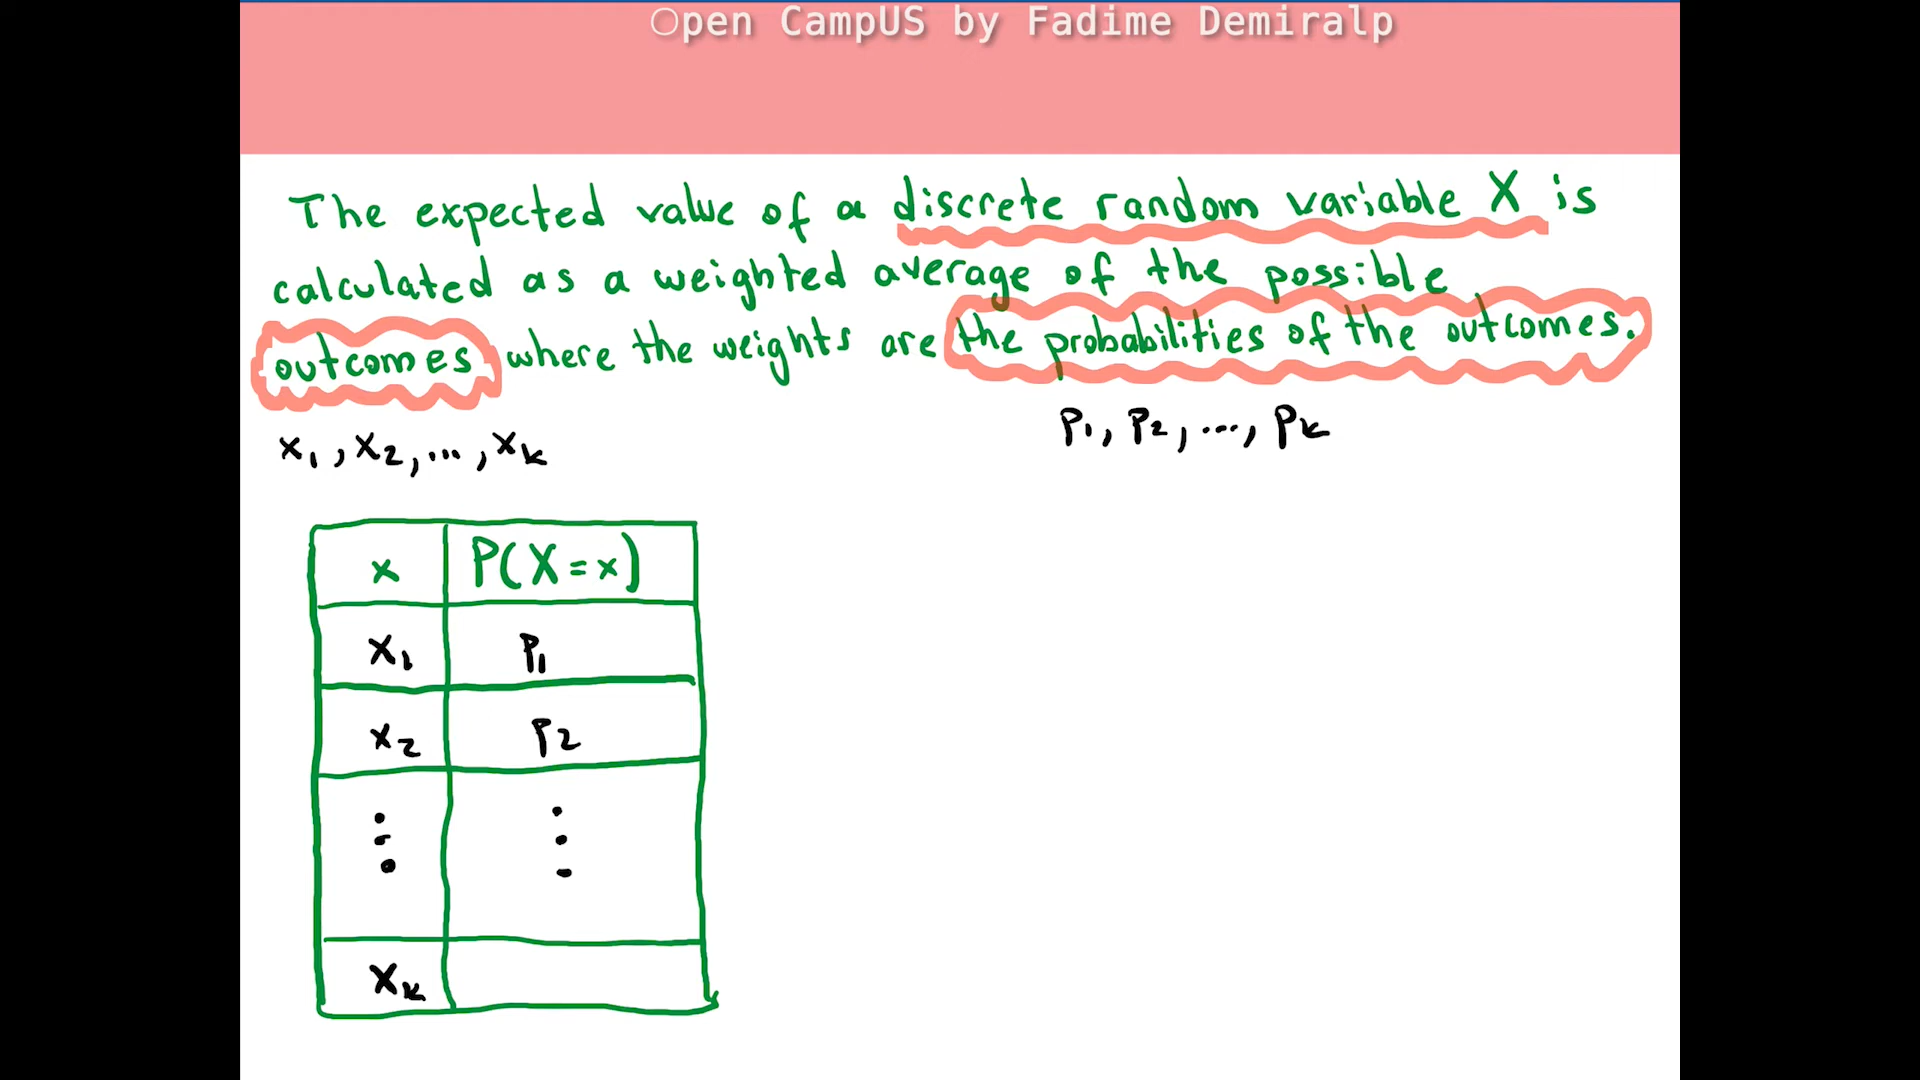 Open CampUS by Fadime Demiralp
The expected value of a discrete random variable X is
calculated as a weighted average of the possible
outcomes where the weights are the probabilities of the outcomes.
x1, x2, ..., xk
p1, p2, ..., pk
x P(X=x)
x1 p1
x2 p2
⋮ ⋮
xk